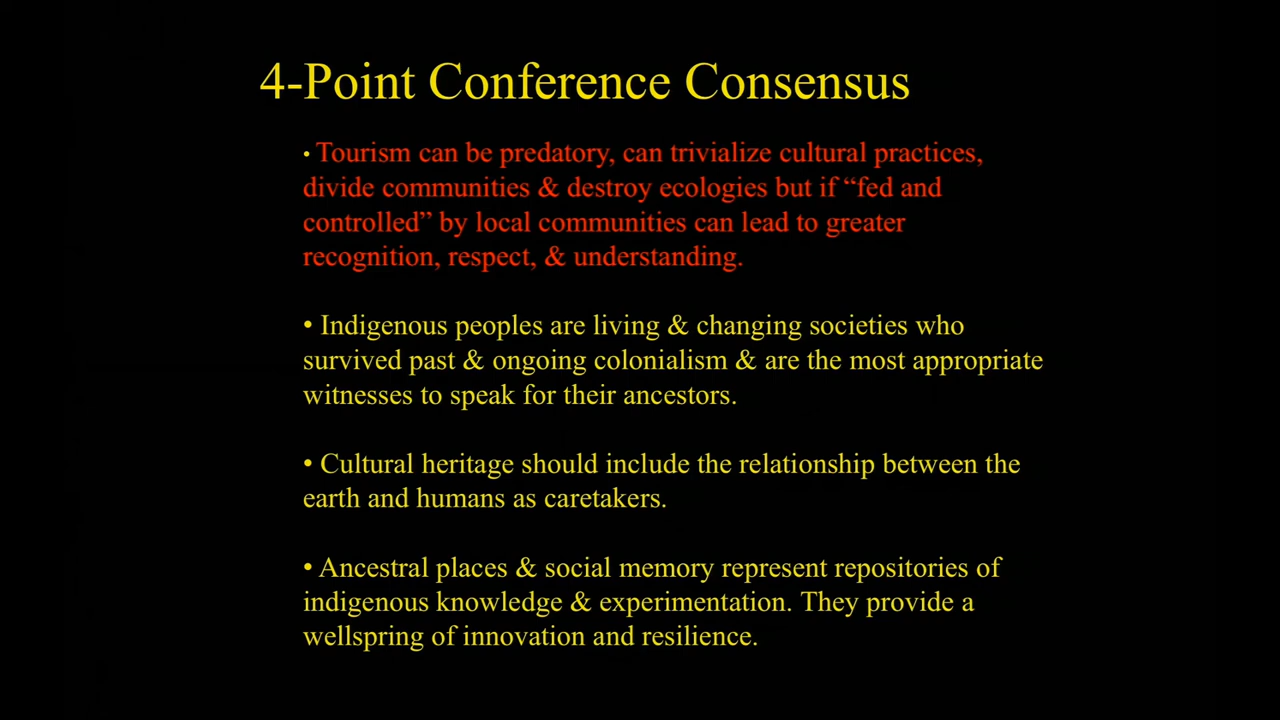 4-Point Conference Consensus
• Tourism can be predatory, can trivialize cultural practices,
divide communities & destroy ecologies but if “fed and
controlled” by local communities can lead to greater
recognition, respect, & understanding.
• Indigenous peoples are living & changing societies who
survived past & ongoing colonialism & are the most appropriate
witnesses to speak for their ancestors.
• Cultural heritage should include the relationship between the
earth and humans as caretakers.
• Ancestral places & social memory represent repositories of
indigenous knowledge & experimentation. They provide a
wellspring of innovation and resilience.